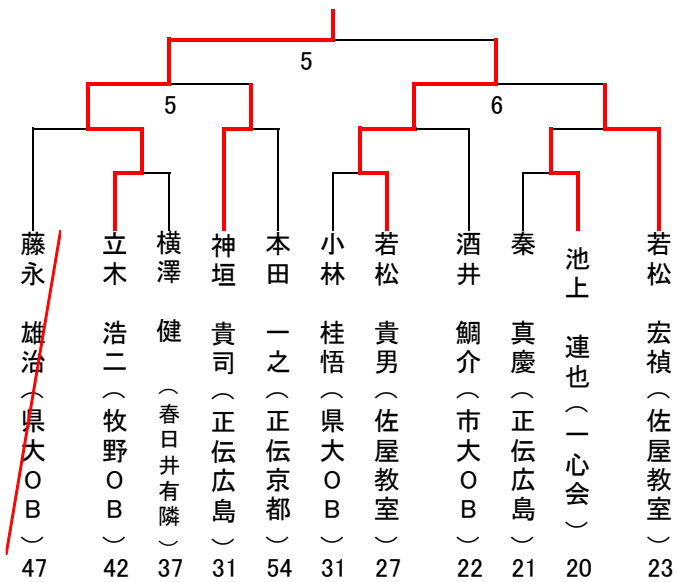 5
5
6
藤永 雄治（県大OB）47
立木 浩二（牧野OB）42
横澤 健（春日井有隣）37
神垣 貴司（正伝広島）31
本田 一之（正伝京都）54
小林 桂悟（県大OB）31
若松 貴男（佐屋教室）27
酒井 鯛介（市大OB）22
秦 真慶（正伝広島）21
池上 連也（一心会）20
若松 宏禎（佐屋教室）23